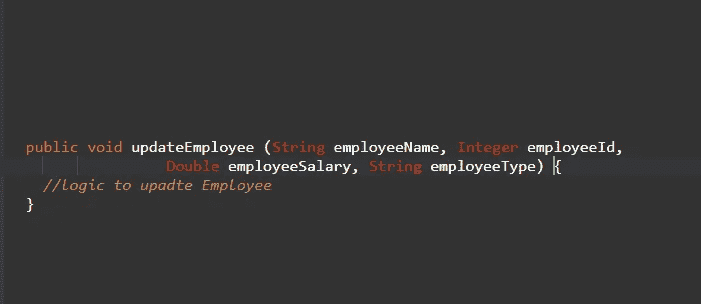 public void updateEmployee (String employeeName, Integer employeeId,
Double employeeSalary, String employeeType) {
//logic to upadte Employee
}